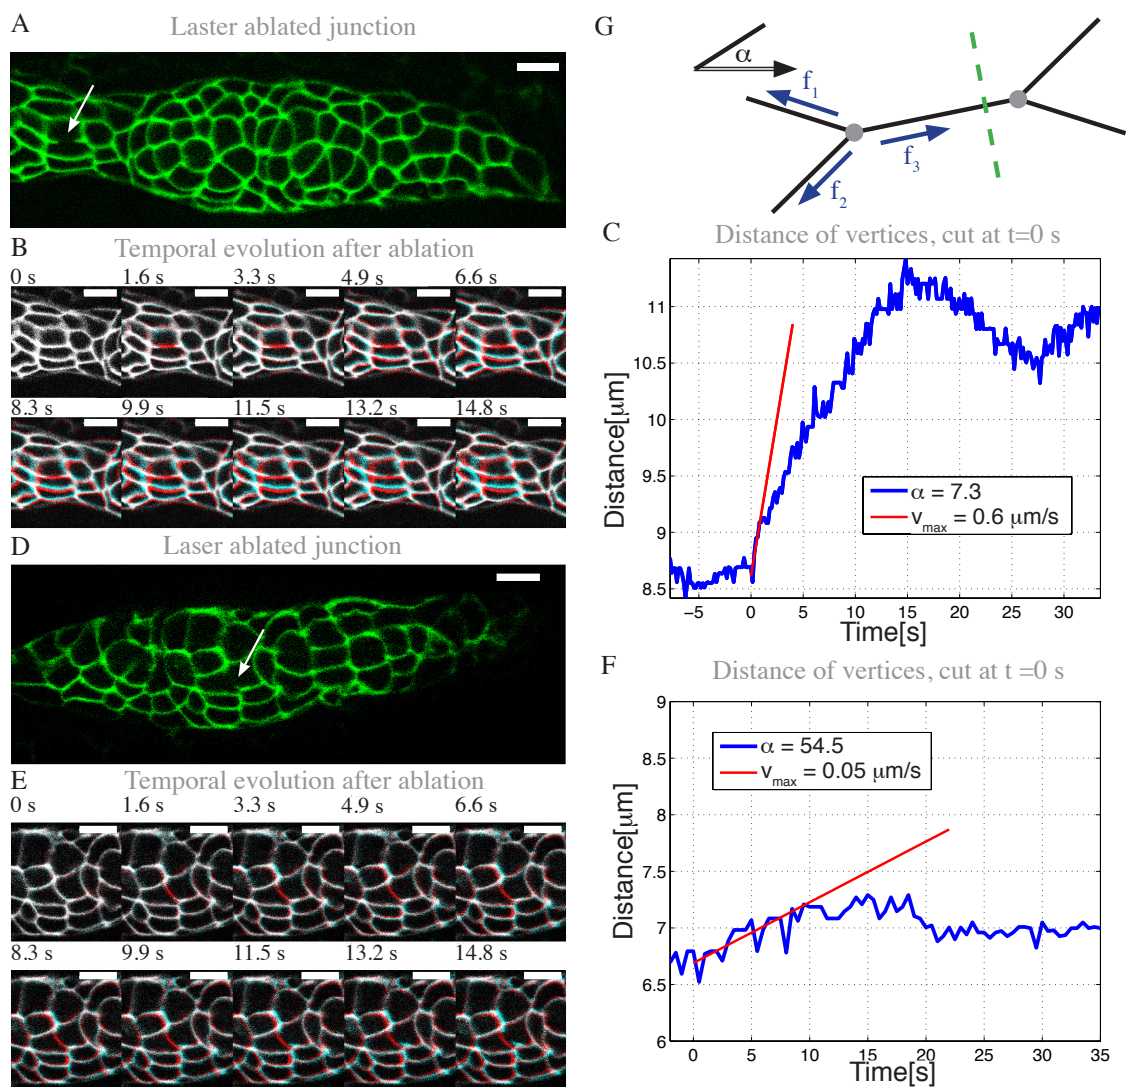 A
Laster ablated junction
B
Temporal evolution after ablation
0 s 1.6 s 3.3 s 4.9 s 6.6 s
8.3 s 9.9 s 11.5 s 13.2 s 14.8 s
D
Laser ablated junction
E
Temporal evolution after ablation
0 s 1.6 s 3.3 s 4.9 s 6.6 s
8.3 s 9.9 s 11.5 s 13.2 s 14.8 s
G
α
f1
f2
f3
C
Distance of vertices, cut at t=0 s
Distance[μm]
11
10.5
10
9.5
9
8.5
α = 7.3
vmax = 0.6 μm/s
−5 0 5 10 15 20 25 30
Time[s]
F
Distance of vertices, cut at t =0 s
Distance[μm]
9
8.5
8
7.5
7
6.5
6
α = 54.5
vmax = 0.05 μm/s
0 5 10 15 20 25 30 35
Time[s]